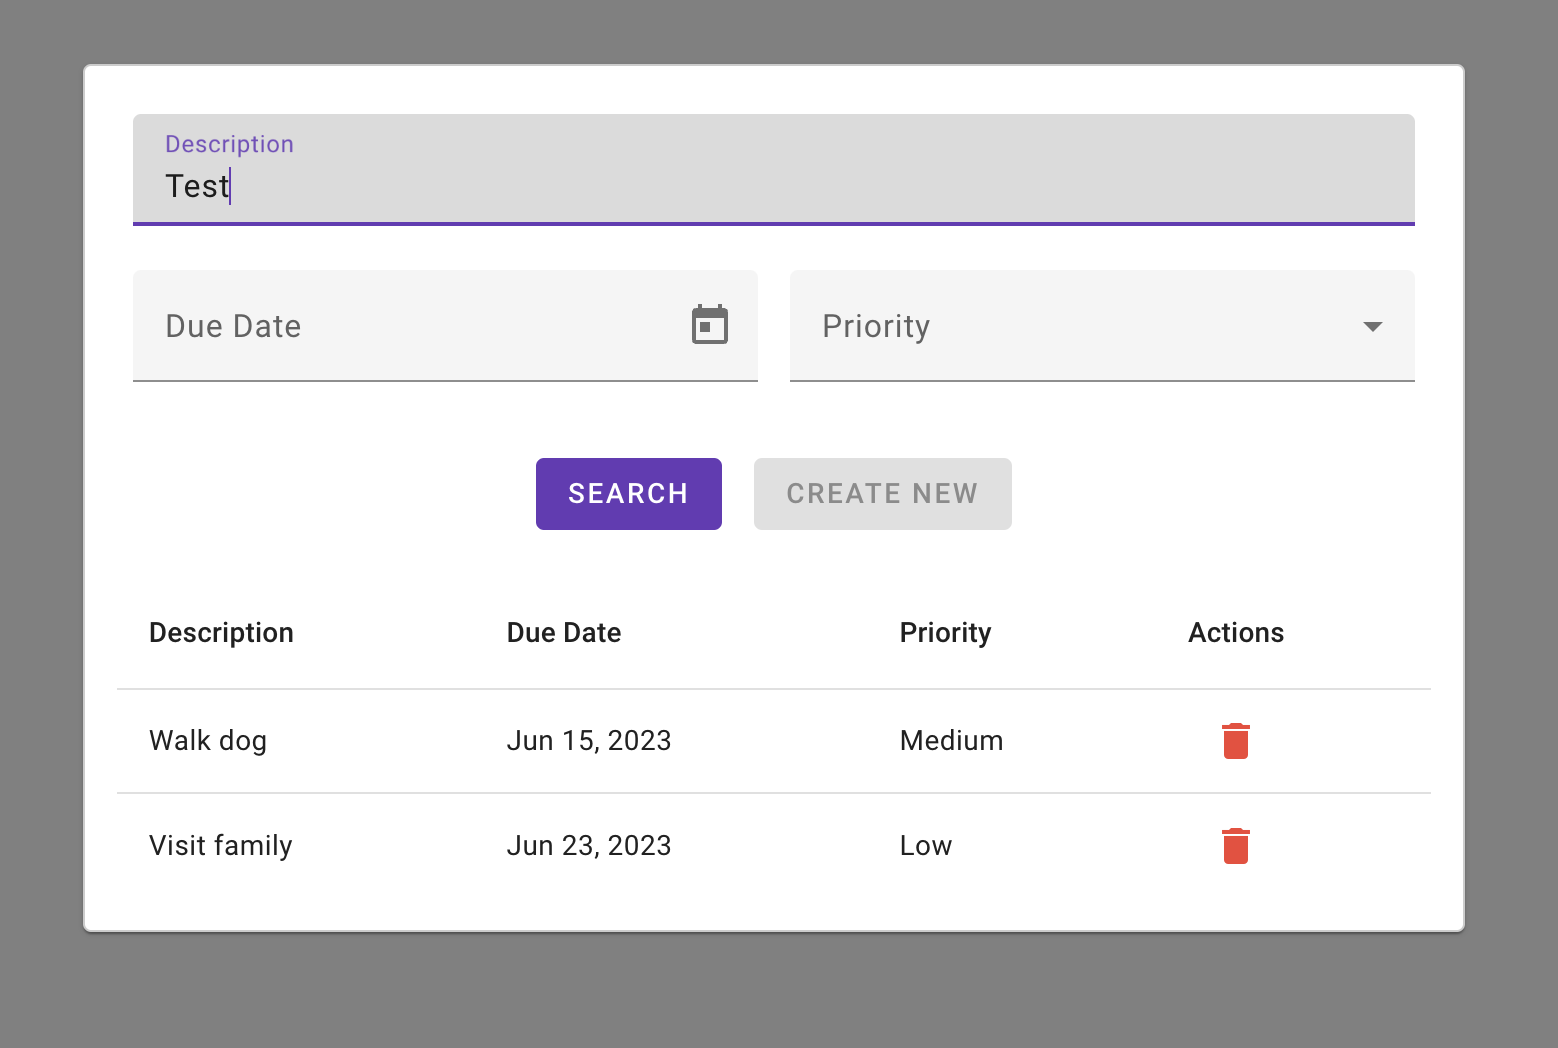 Description
Test
Due Date Priority
SEARCH CREATE NEW
Description Due Date Priority Actions
Walk dog Jun 15, 2023 Medium
Visit family Jun 23, 2023 Low